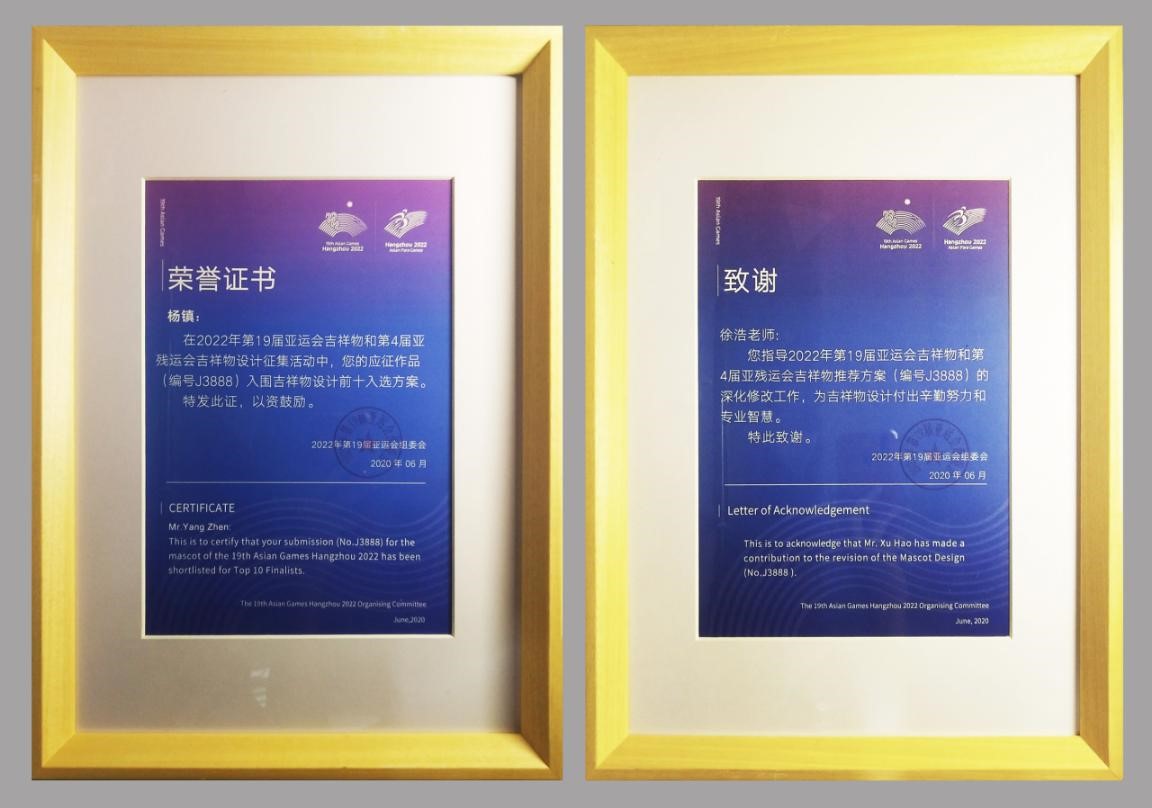 19th Asian Games
19th Asian Games
Hangzhou 2022
Hangzhou 2022
Asian Para Games
荣誉证书
杨镇：
在2022年第19届亚运会吉祥物和第4届亚
残运会吉祥物设计征集活动中，您的应征作品
（编号J3888）入围吉祥物设计前十入选方案。
特发此证，以资鼓励。
2022年第19届亚运会组委会
2020 年 06 月
CERTIFICATE
Mr.Yang Zhen:
This is to certify that your submission (No.J3888) for the
mascot of the 19th Asian Games Hangzhou 2022 has been
shortlisted for Top 10 Finalists.
The 19th Asian Games Hangzhou 2022 Organising Committee
June,2020
19th Asian Games
19th Asian Games
Hangzhou 2022
Hangzhou 2022
Asian Para Games
致谢
徐浩老师：
您指导2022年第19届亚运会吉祥物和第
4届亚残运会吉祥物推荐方案（编号J3888）的
深化修改工作，为吉祥物设计付出辛勤努力和
专业智慧。
特此致谢。
2022年第19届亚运会组委会
2020 年 06 月
Letter of Acknowledgement
This is to acknowledge that Mr. Xu Hao has made a
contribution to the revision of the Mascot Design
(No.J3888 ).
The 19th Asian Games Hangzhou 2022 Organising Committee
June, 2020